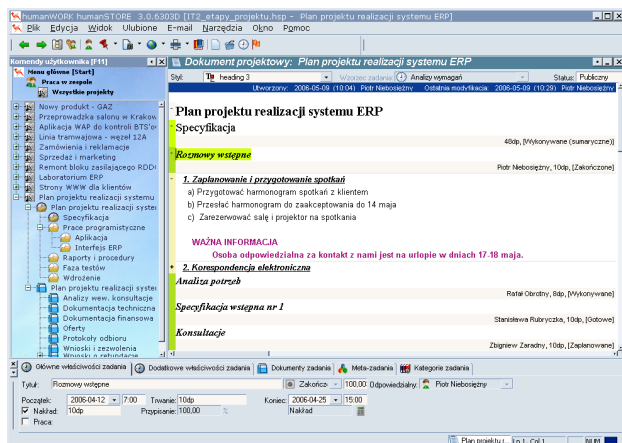 humanWORK humanSTORE 3.0.6303D [IT2_etapy_projektu.hsp - Plan projektu realizacji systemu ERP]
Plik Edycja Widok Ulubione E-mail Narzędzia Okno Pomoc
Komendy użytkownika [F11]
Menu główne [Start]
Praca w zespole
Wszystkie projekty
Nowy produkt - GAZ
Przeprowadzka salonu w Krakow
Aplikacja WAP do kontroli BTS'ó
Linia tramwajowa - węzeł 12A
Zamówienia i reklamacje
Sprzedaż i marketing
Remont bloku zasilającego RDD
Laboratorium ERP
Strony WWW dla klientów
Plan projektu realizacji systemu
Plan projektu realizacji syste
Specyfikacja
Prace programistyczne
Aplikacja
Interfejs ERP
Raporty i procedury
Faza testów
Wdrożenie
Plan projektu realizacji syste
Analizy wew. konsultacje
Dokumentacja techniczna
Dokumentacja finansowa
Oferty
Protokoły odbioru
Wnioski i zezwolenia
Wnioski o refundację
Dokument projektowy: Plan projektu realizacji systemu ERP
Styl: heading 3 Wzorzec zadania: Analizy wymagań Status: Publiczny
Utworzony: 2006-05-09 (10:04) Piotr Niebosiężny Ostatnia modyfikacja: 2006-05-09 (10:29) Piotr Niebosiężny
Plan projektu realizacji systemu ERP
Specyfikacja
48dp, [Wykonywane (sumaryczne)]
Rozmowy wstępne
Piotr Niebosiężny, 10dp, [Zakończone]
1. Zaplanowanie i przygotowanie spotkań
a) Przygotować harmonogram spotkań z klientem
b) Przesłać harmonogram do zaakceptowania do 14 maja
c) Zarezerwować salę i projektor na spotkania
WAŻNA INFORMACJA
Osoba odpowiedzialna za kontakt z nami jest na urlopie w dniach 17-18 maja.
2. Korespondencja elektroniczna
Analiza potrzeb
Rafał Obrotny, 8dp, [Wykonywane]
Specyfikacja wstępna nr 1
Stanisława Rubryczka, 10dp, [Gotowe]
Konsultacje
Zbigniew Zaradny, 10dp, [Zaplanowane]
Główne właściwości zadania Dodatkowe właściwości zadania Dokumenty zadania Meta-zadania Kategorie zadania
Tytuł: Rozmowy wstępne Zakończo 100,00 Odpowiedzialny: Piotr Niebosiężny
Początek: 2006-04-12 7:00 Trwanie: 10dp Koniec: 2006-04-25 15:00
Nakład: 10dp Przypisanie: 100,00 % Nakład
Praca:
Plan projektu r... Ln 1, Col 1 NUM